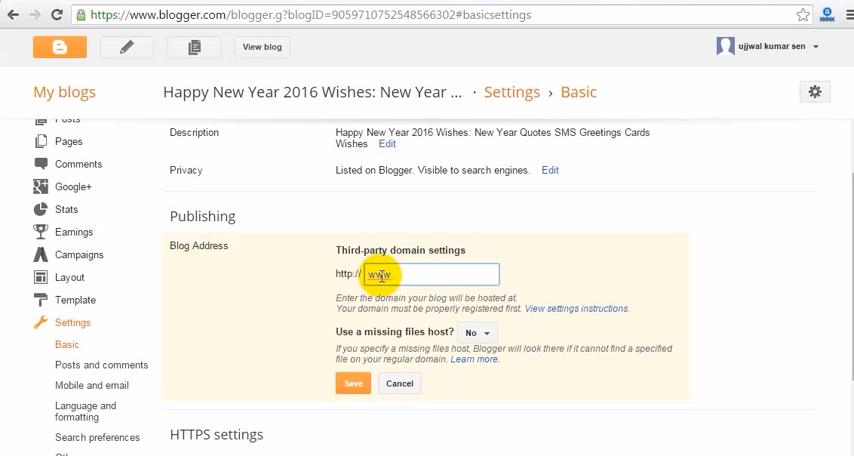 https://www.blogger.com/blogger.g?blogID=9059710752548566302#basicsettings
View blog
ujjwal kumar sen
My blogs
Happy New Year 2016 Wishes: New Year ... · Settings › Basic
Posts
Pages
Comments
Google+
Stats
Earnings
Campaigns
Layout
Template
Settings
Basic
Posts and comments
Mobile and email
Language and
formatting
Search preferences
Description
Happy New Year 2016 Wishes: New Year Quotes SMS Greetings Cards
Wishes Edit
Privacy
Listed on Blogger. Visible to search engines. Edit
Publishing
Blog Address
Third-party domain settings
http:// www.
Enter the domain your blog will be hosted at.
Your domain must be properly registered first. View settings instructions.
Use a missing files host? No
If you specify a missing files host, Blogger will look there if it cannot find a specified
file on your regular domain. Learn more.
Save Cancel
HTTPS settings